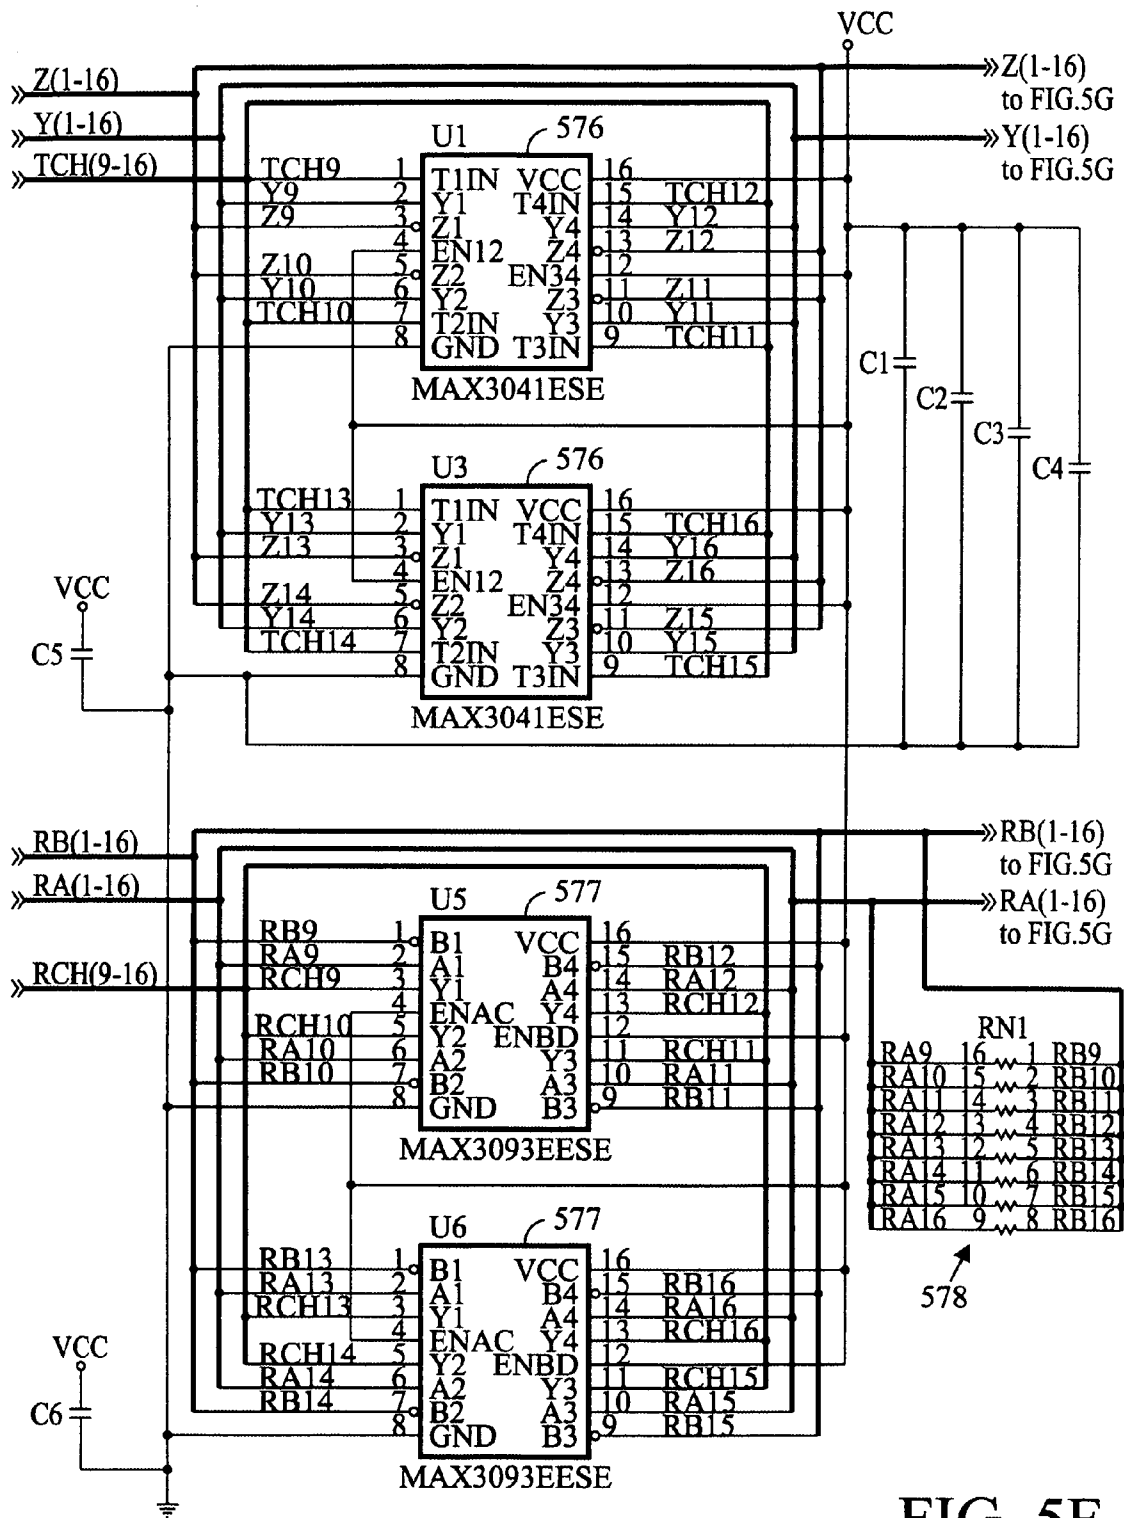 VCC
Z(1-16)
Y(1-16)
TCH(9-16)
Z(1-16)
to FIG.5G
Y(1-16)
to FIG.5G
U1
576
TCH9 1 T1IN VCC 16
Y9 2 Y1 T4IN 15 TCH12
Z9 3 Z1 Y4 14 Y12
4 EN12 Z4 13 Z12
Z10 5 Z2 EN34 12
Y10 6 Y2 Z3 11 Z11
TCH10 7 T2IN Y3 10 Y11
8 GND T3IN 9 TCH11
MAX3041ESE
C1
C2
C3
C4
U3
576
TCH13 1 T1IN VCC 16
Y13 2 Y1 T4IN 15 TCH16
Z13 3 Z1 Y4 14 Y16
4 EN12 Z4 13 Z16
Z14 5 Z2 EN34 12
Y14 6 Y2 Z3 11 Z15
TCH14 7 T2IN Y3 10 Y15
8 GND T3IN 9 TCH15
MAX3041ESE
VCC
C5
RB(1-16)
RA(1-16)
RCH(9-16)
RB(1-16)
to FIG.5G
RA(1-16)
to FIG.5G
U5
577
RB9 1 B1 VCC 16
RA9 2 A1 B4 15 RB12
RCH9 3 Y1 A4 14 RA12
4 ENAC Y4 13 RCH12
RCH10 5 Y2 ENBD 12
RA10 6 A2 Y3 11 RCH11
RB10 7 B2 A3 10 RA11
8 GND B3 9 RB11
MAX3093EESE
RN1
RA9 16 1 RB9
RA10 15 2 RB10
RA11 14 3 RB11
RA12 13 4 RB12
RA13 12 5 RB13
RA14 11 6 RB14
RA15 10 7 RB15
RA16 9 8 RB16
578
U6
577
RB13 1 B1 VCC 16
RA13 2 A1 B4 15 RB16
RCH13 3 Y1 A4 14 RA16
4 ENAC Y4 13 RCH16
RCH14 5 Y2 ENBD 12
RA14 6 A2 Y3 11 RCH15
RB14 7 B2 A3 10 RA15
8 GND B3 9 RB15
MAX3093EESE
VCC
C6
FIG. 5